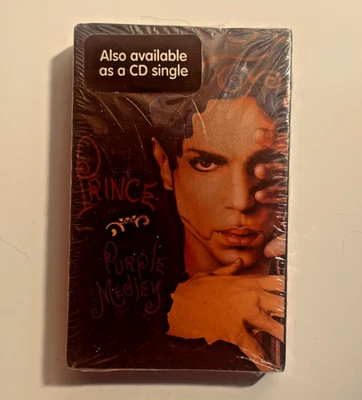 Also available
as a CD single
Prince
Purple
Medley